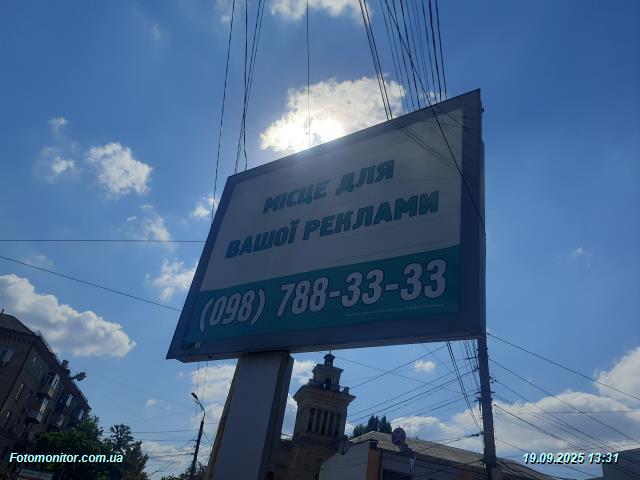 МІСЦЕ ДЛЯ
ВАШОЇ РЕКЛАМИ
(098) 788-33-33
Fotomonitor.com.ua
19.09.2025 13:31